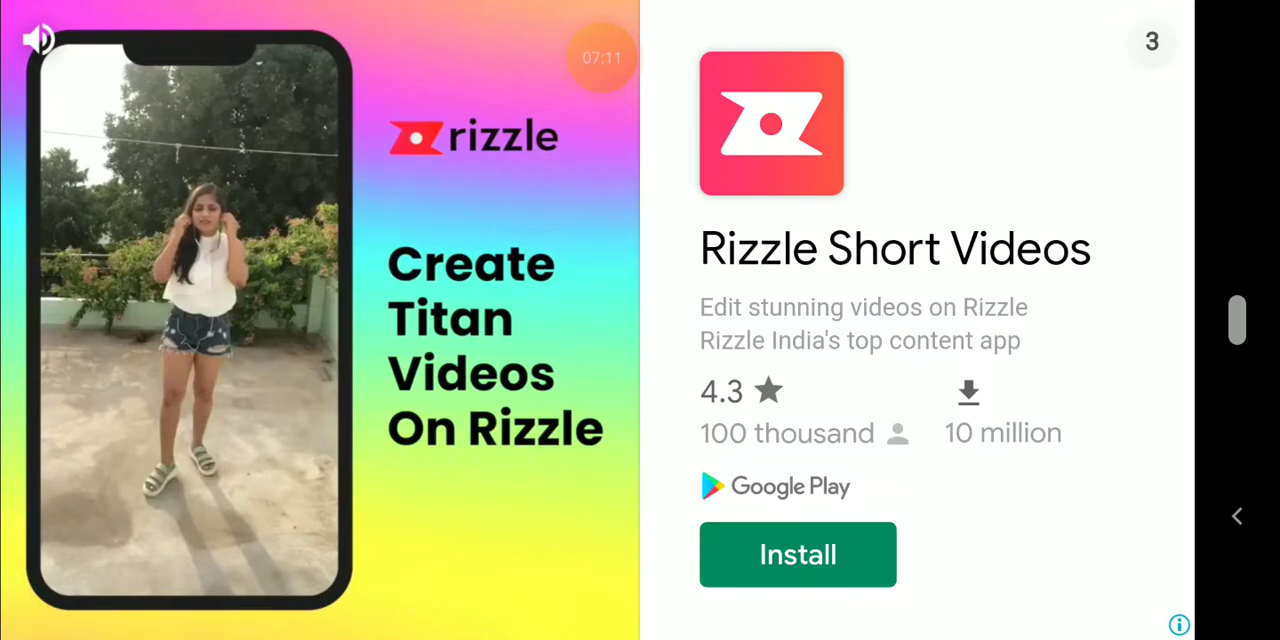 07:11
rizzle
Create
Titan
Videos
On Rizzle
3
Rizzle Short Videos
Edit stunning videos on Rizzle
Rizzle India's top content app
4.3
100 thousand
10 million
Google Play
Install